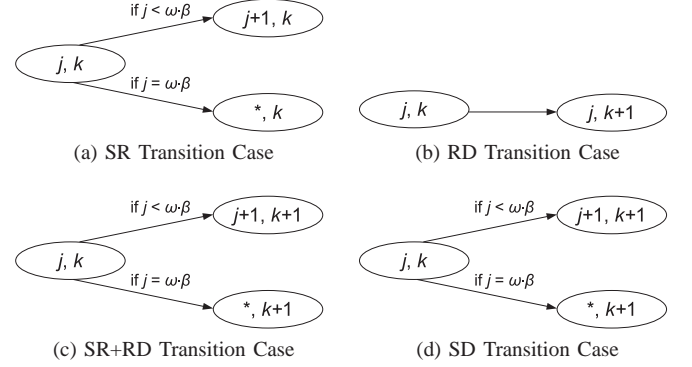 if j < ω·β
j+1, k
j, k
if j = ω·β
*, k
(a) SR Transition Case
j, k
j, k+1
(b) RD Transition Case
if j < ω·β
j+1, k+1
j, k
if j = ω·β
*, k+1
(c) SR+RD Transition Case
if j < ω·β
j+1, k+1
j, k
if j = ω·β
*, k+1
(d) SD Transition Case